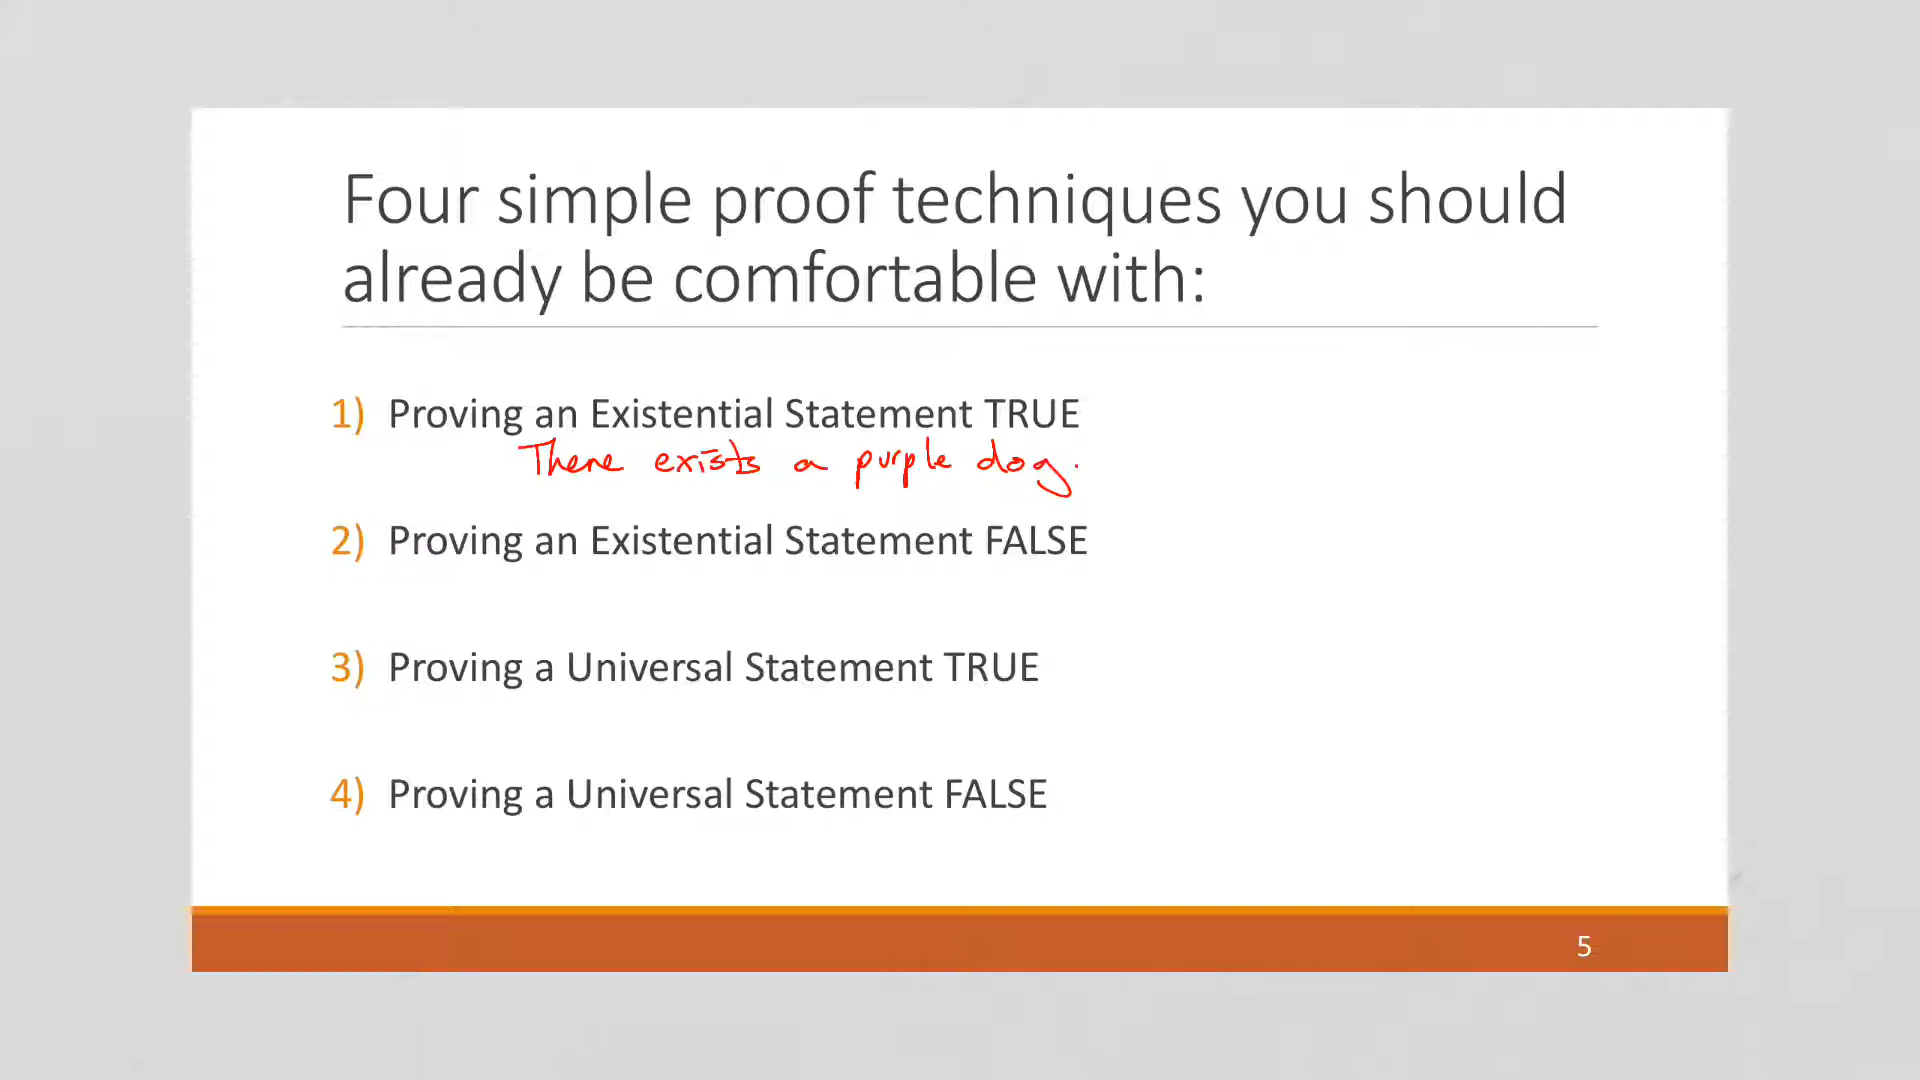 Four simple proof techniques you should
already be comfortable with:
1) Proving an Existential Statement TRUE
There exists a purple dog.
2) Proving an Existential Statement FALSE
3) Proving a Universal Statement TRUE
4) Proving a Universal Statement FALSE
5